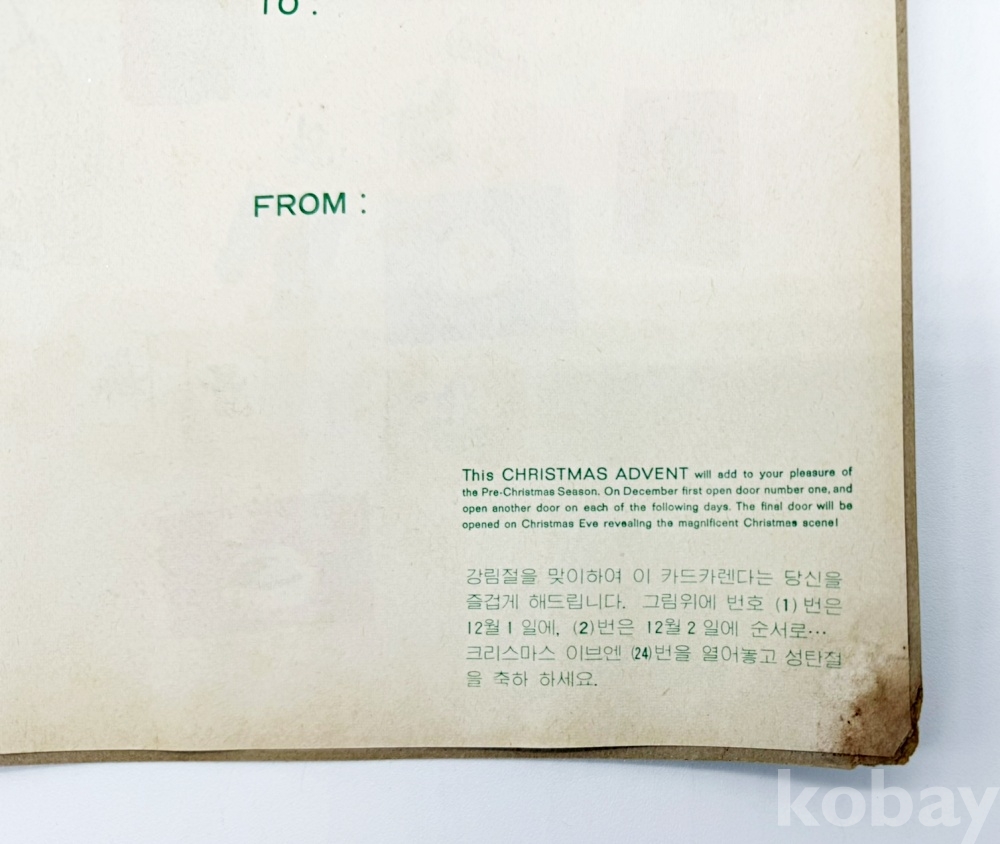 TO :
FROM :
This CHRISTMAS ADVENT will add to your pleasure of
the Pre-Christmas Season. On December first open door number one, and
open another door on each of the following days. The final door will be
opened on Christmas Eve revealing the magnificent Christmas scene!
강림절을 맞이하여 이 카드카렌다는 당신을
즐겁게 해드립니다. 그림위에 번호 (1)번은
12월 1일에, (2)번은 12월 2일에 순서로…
크리스마스 이브엔 (24)번을 열어놓고 성탄절
을 축하 하세요.
kobay